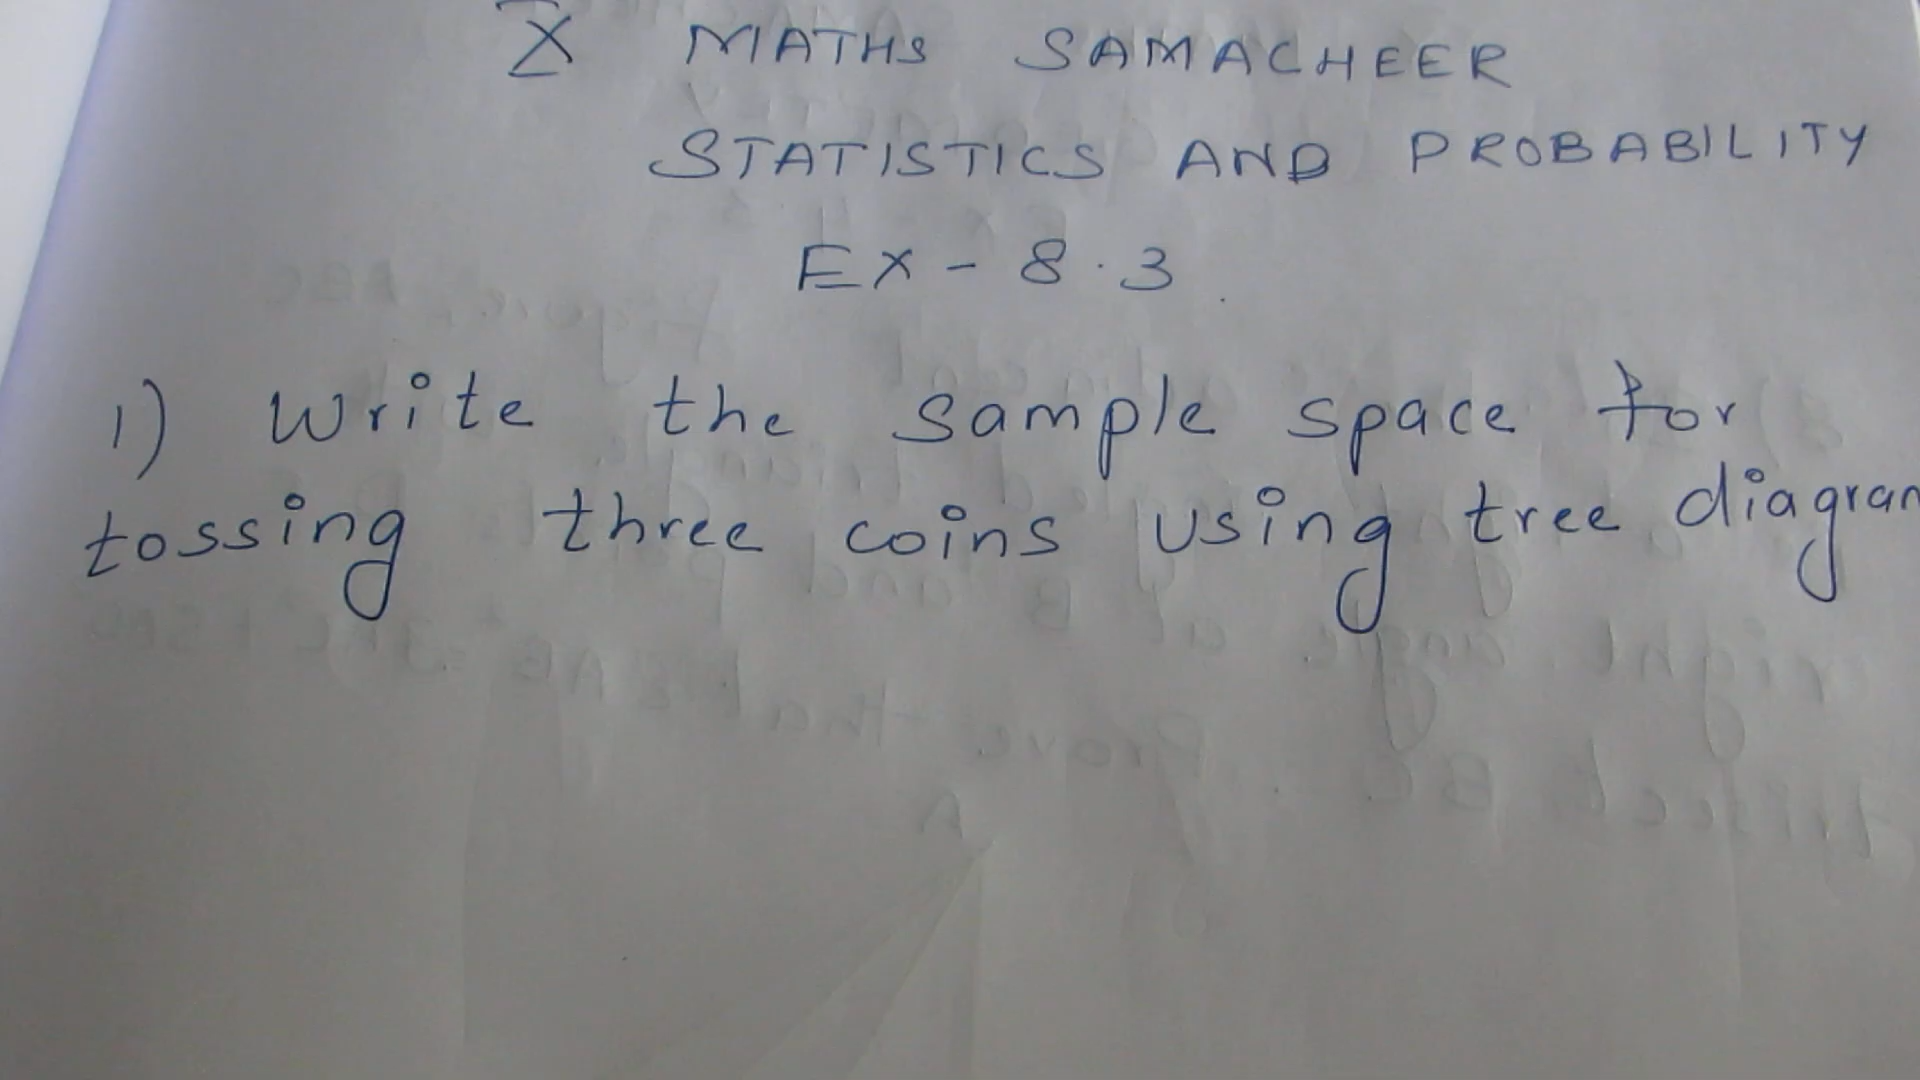 X MATHS SAMACHEER
STATISTICS AND PROBABILITY
EX - 8.3
1) Write the sample space for
tossing three coins using tree diagram